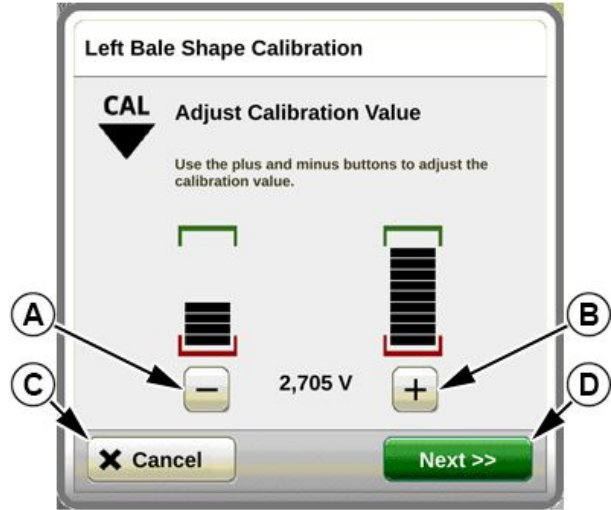 Left Bale Shape Calibration
CAL
Adjust Calibration Value
Use the plus and minus buttons to adjust the
calibration value.
A
B
− 2,705 V +
C
D
✖ Cancel
Next >>